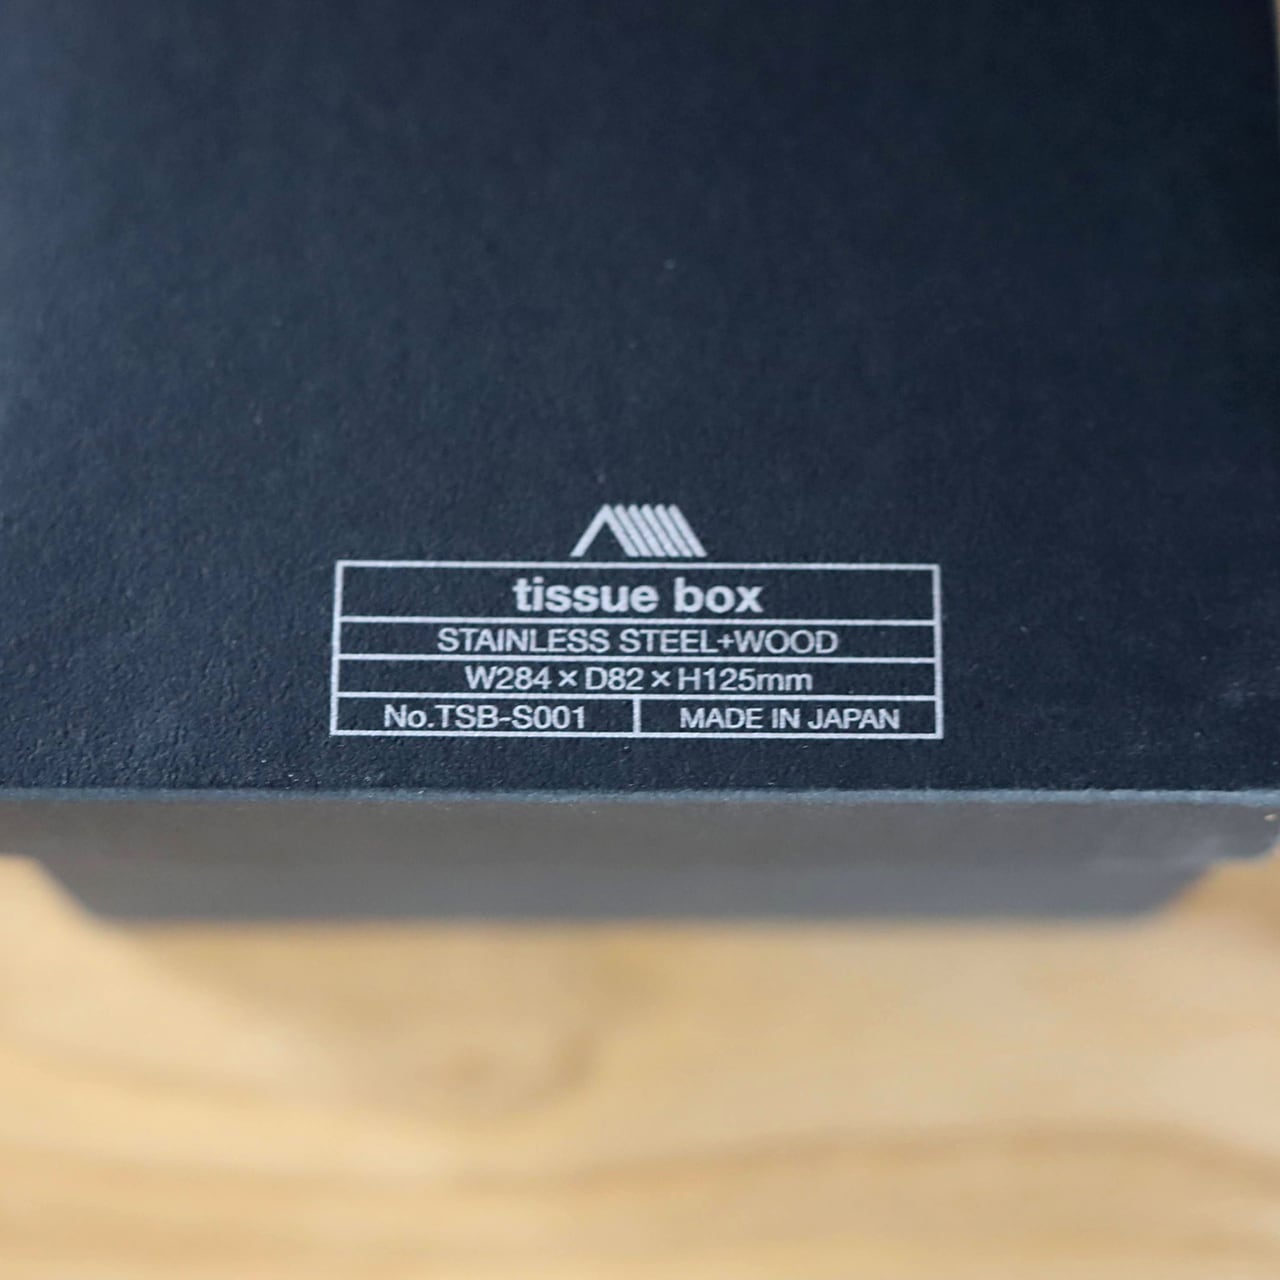 tissue box
STAINLESS STEEL+WOOD
W284×D82×H125mm
No.TSB-S001 MADE IN JAPAN